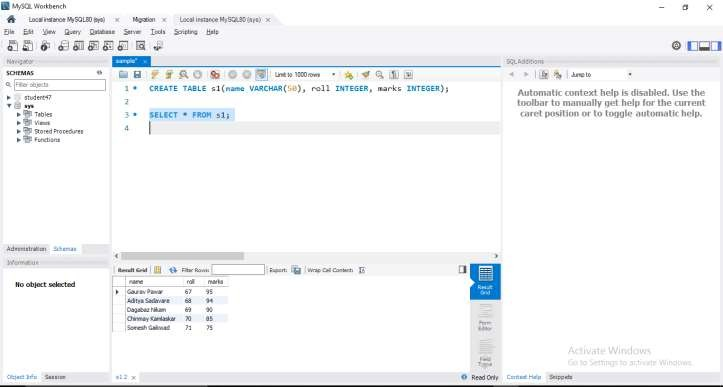 MySQL Workbench
Local instance MySQL80 (sys) × Migration × Local instance MySQL80 (sys) ×
File Edit View Query Database Server Tools Scripting Help
Navigator
SCHEMAS
Filter objects
student47
sys
Tables
Views
Stored Procedures
Functions
Administration Schemas
Information
No object selected
Object Info Session
sample* ×
Limit to 1000 rows
1 CREATE TABLE s1(name VARCHAR(50), roll INTEGER, marks INTEGER);
2
3 SELECT * FROM s1;
4
Result Grid Filter Rows: Export: Wrap Cell Content:
name roll marks
Gaurav Pawar 67 95
Aditya Sadavare 68 94
Dagabaz Nikam 69 90
Chinmay Kamlaskar 70 85
Somesh Gaikwad 71 75
Result Grid
Form Editor
Field Types
s1 2 ×
Read Only
SQLAdditions
Jump to
Automatic context help is disabled. Use the
toolbar to manually get help for the current
caret position or to toggle automatic help.
Activate Windows
Go to Settings to activate Windows.
Context Help Snippets